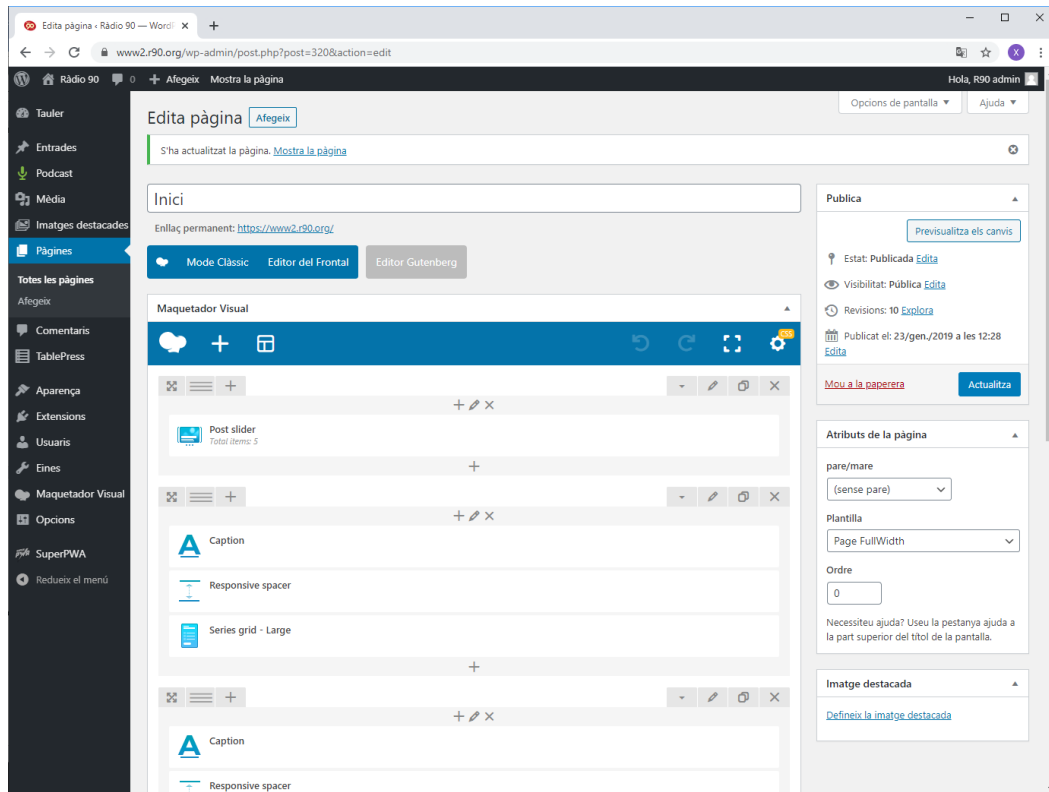 Edita pàgina ‹ Ràdio 90 — Word
www2.r90.org/wp-admin/post.php?post=320&action=edit
X
Ràdio 90 0 Afegeix Mostra la pàgina Hola, R90 admin
Tauler
Entrades
Podcast
Mèdia
Imatges destacades
Pàgines
Totes les pàgines
Afegeix
Comentaris
TablePress
Aparença
Extensions
Usuaris
Eines
Maquetador Visual
Opcions
SuperPWA
Redueix el menú
Opcions de pantalla Ajuda
Edita pàgina Afegeix
S'ha actualitzat la pàgina. Mostra la pàgina
Inici
Enllaç permanent: https://www2.r90.org/
Mode Clàssic Editor del Frontal Editor Gutenberg
Maquetador Visual
CSS
Post slider
Total items: 5
Caption
Responsive spacer
Series grid - Large
Caption
Responsive spacer
Publica
Previsualitza els canvis
Estat: Publicada Edita
Visibilitat: Pública Edita
Revisions: 10 Explora
Publicat el: 23/gen./2019 a les 12:28
Edita
Mou a la paperera Actualitza
Atributs de la pàgina
pare/mare
(sense pare)
Plantilla
Page FullWidth
Ordre
0
Necessiteu ajuda? Useu la pestanya ajuda a
la part superior del títol de la pantalla.
Imatge destacada
Defineix la imatge destacada